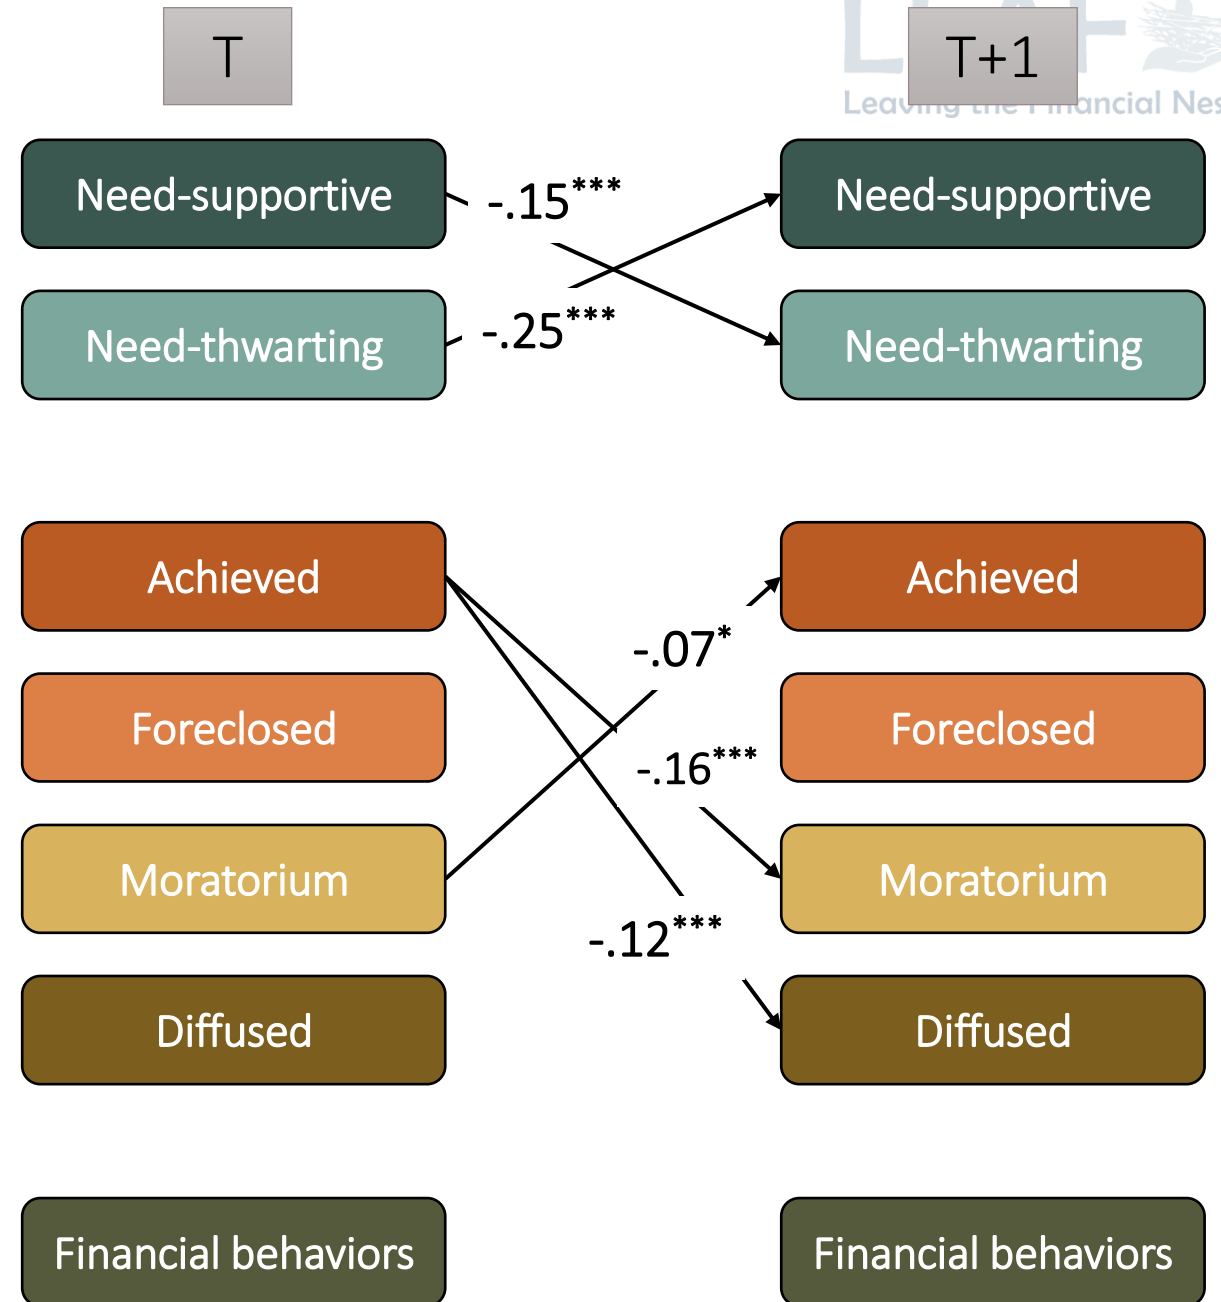 T
T+1
Leaving the Financial Nes
Need-supportive
-.15***
Need-supportive
Need-thwarting
-.25***
Need-thwarting
Achieved
Achieved
-.07*
Foreclosed
Foreclosed
-.16***
Moratorium
Moratorium
-.12***
Diffused
Diffused
Financial behaviors
Financial behaviors